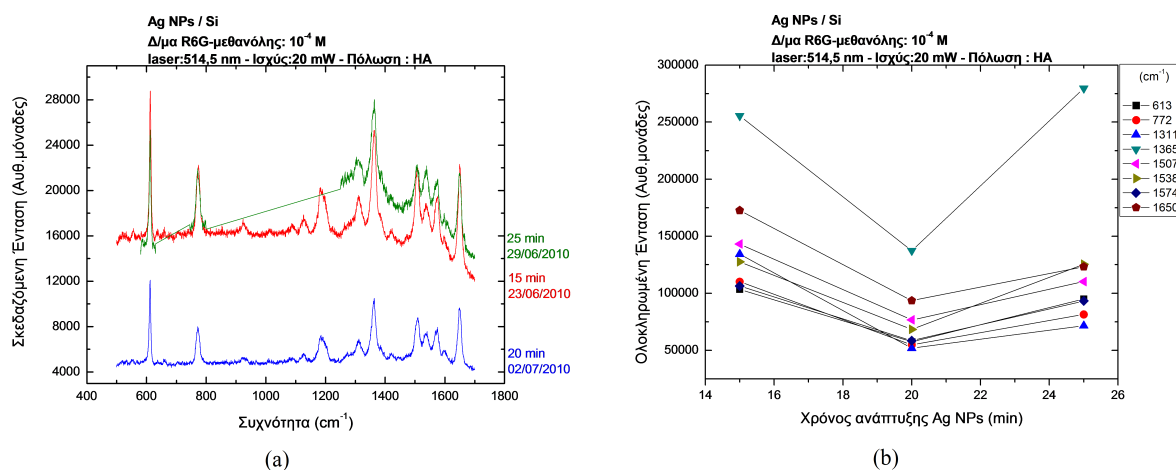 Ag NPs / Si
Δ/μα R6G-μεθανόλης: 10⁻⁴ M
laser:514,5 nm - Ισχύς:20 mW - Πόλωση : HA
Σκεδαζόμενη Ένταση (Αυθ.μόνάδες)
28000
24000
20000
16000
12000
8000
4000
25 min
29/06/2010
15 min
23/06/2010
20 min
02/07/2010
400 600 800 1000 1200 1400 1600 1800
Συχνότητα (cm⁻¹)
(a)
Ag NPs / Si
Δ/μα R6G-μεθανόλης: 10⁻⁴ M
laser:514,5 nm - Ισχύς:20 mW - Πόλωση : HA
Ολοκληρωμένη Ένταση (Αυθ.μονάδες)
250000
200000
150000
100000
50000
(cm⁻¹)
613
772
1311
1365
1507
1538
1574
1650
14 16 18 20 22 24 26
Χρόνος ανάπτυξης Ag NPs (min)
(b)